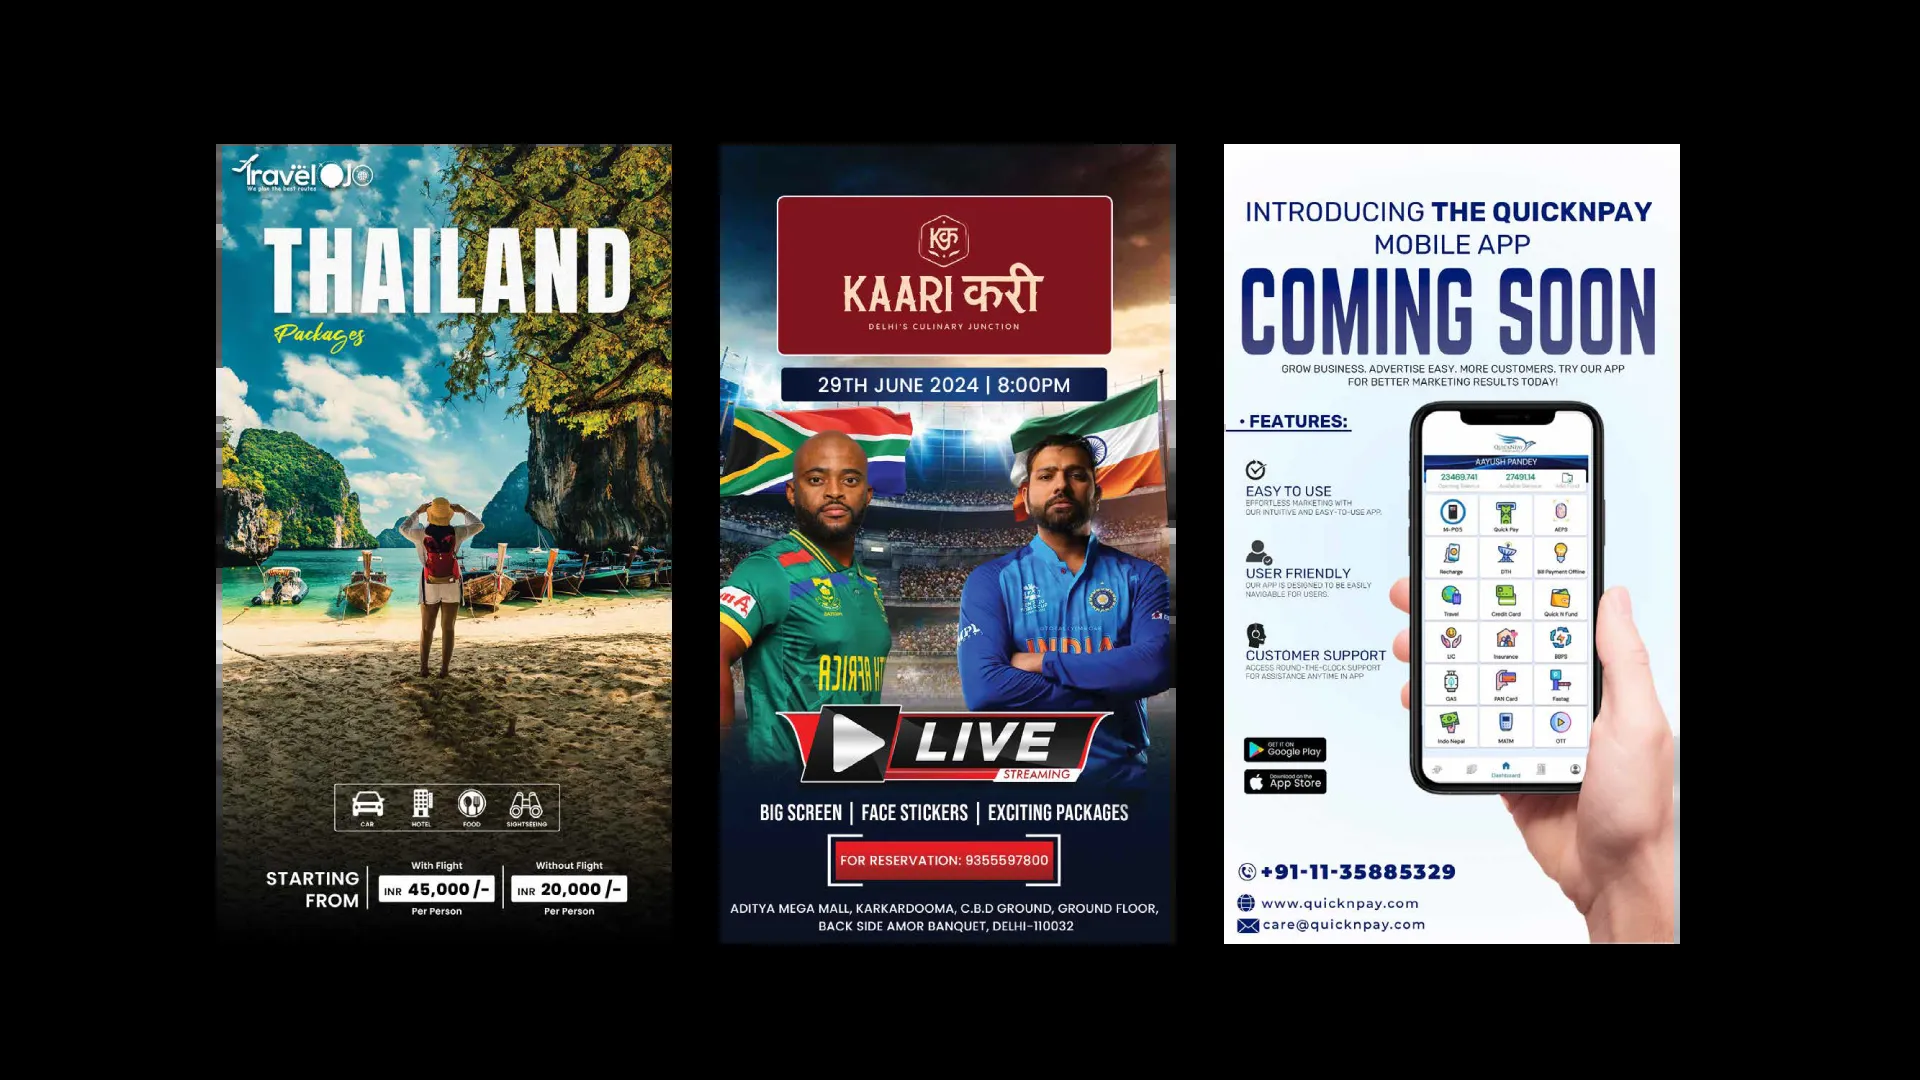 Travel OJO
We plan the best routes
THAILAND
Packages
CAR HOTEL FOOD SIGHTSEEING
STARTING FROM
With Flight
INR 45,000 /-
Per Person
Without Flight
INR 20,000 /-
Per Person
KAARI करी
DELHI'S CULINARY JUNCTION
29TH JUNE 2024 | 8:00PM
INDIA
LIVE
STREAMING
BIG SCREEN | FACE STICKERS | EXCITING PACKAGES
FOR RESERVATION: 9355597800
ADITYA MEGA MALL, KARKARDOOMA, C.B.D GROUND, GROUND FLOOR,
BACK SIDE AMOR BANQUET, DELHI-110032
INTRODUCING THE QUICKNPAY
MOBILE APP
COMING SOON
GROW BUSINESS. ADVERTISE EASY. MORE CUSTOMERS. TRY OUR APP
FOR BETTER MARKETING RESULTS TODAY!
• FEATURES:
EASY TO USE
EFFORTLESS MARKETING WITH
OUR INTUITIVE AND EASY-TO-USE APP.
USER FRIENDLY
OUR APP IS DESIGNED TO BE EASILY
NAVIGABLE FOR USERS.
CUSTOMER SUPPORT
ACCESS ROUND-THE-CLOCK SUPPORT
FOR ASSISTANCE ANYTIME IN APP
GET IT ON
Google Play
Download on the
App Store
QUICKNPAY
AAYUSH PANDEY
23469.741 27491.14
M-POS Quick Pay AEPS
Recharge DTH Bill Payment Offline
Travel Credit Card Quick N Fund
LIC Insurance BBPS
GAS PAN Card Fastag
Indo Nepal MATM OTT
Dashboard
+91-11-35885329
www.quicknpay.com
care@quicknpay.com